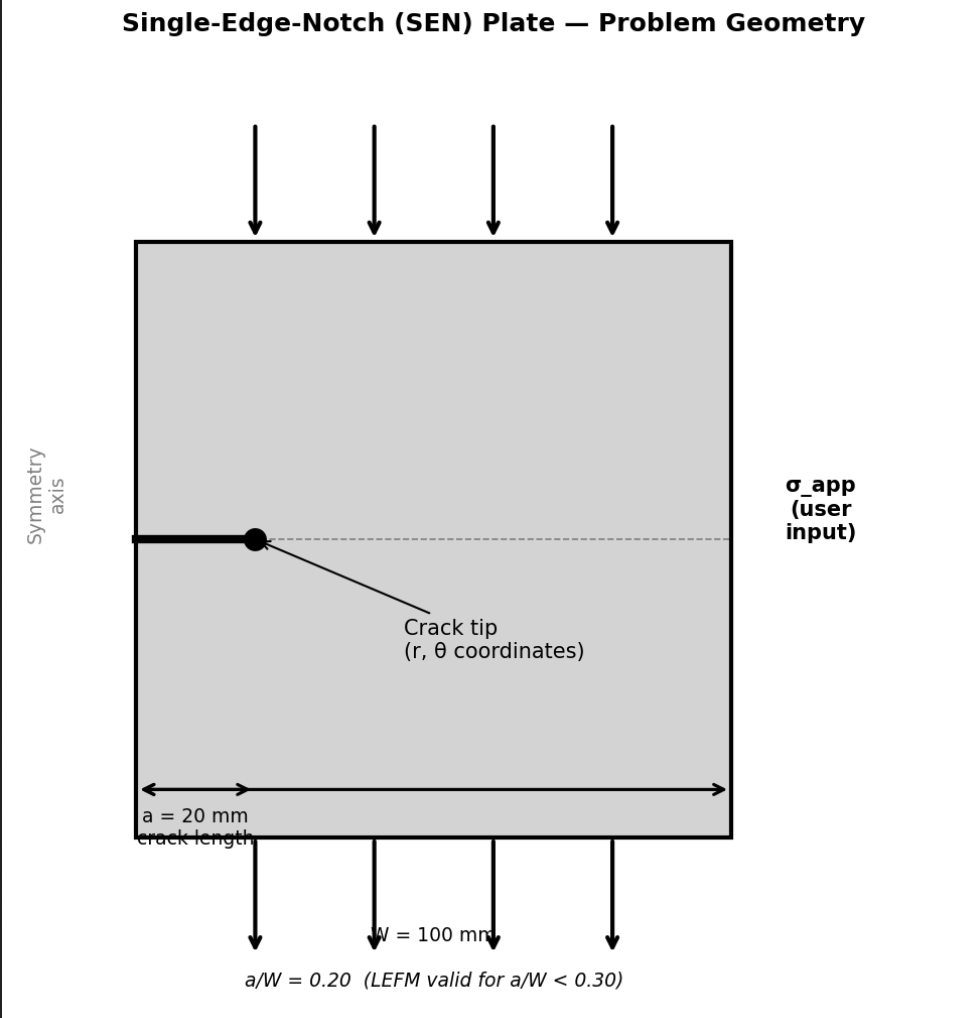 Single-Edge-Notch (SEN) Plate — Problem Geometry
Symmetry
axis
σ_app
(user
input)
Crack tip
(r, θ coordinates)
a = 20 mm
crack length
W = 100 mm
a/W = 0.20  (LEFM valid for a/W < 0.30)